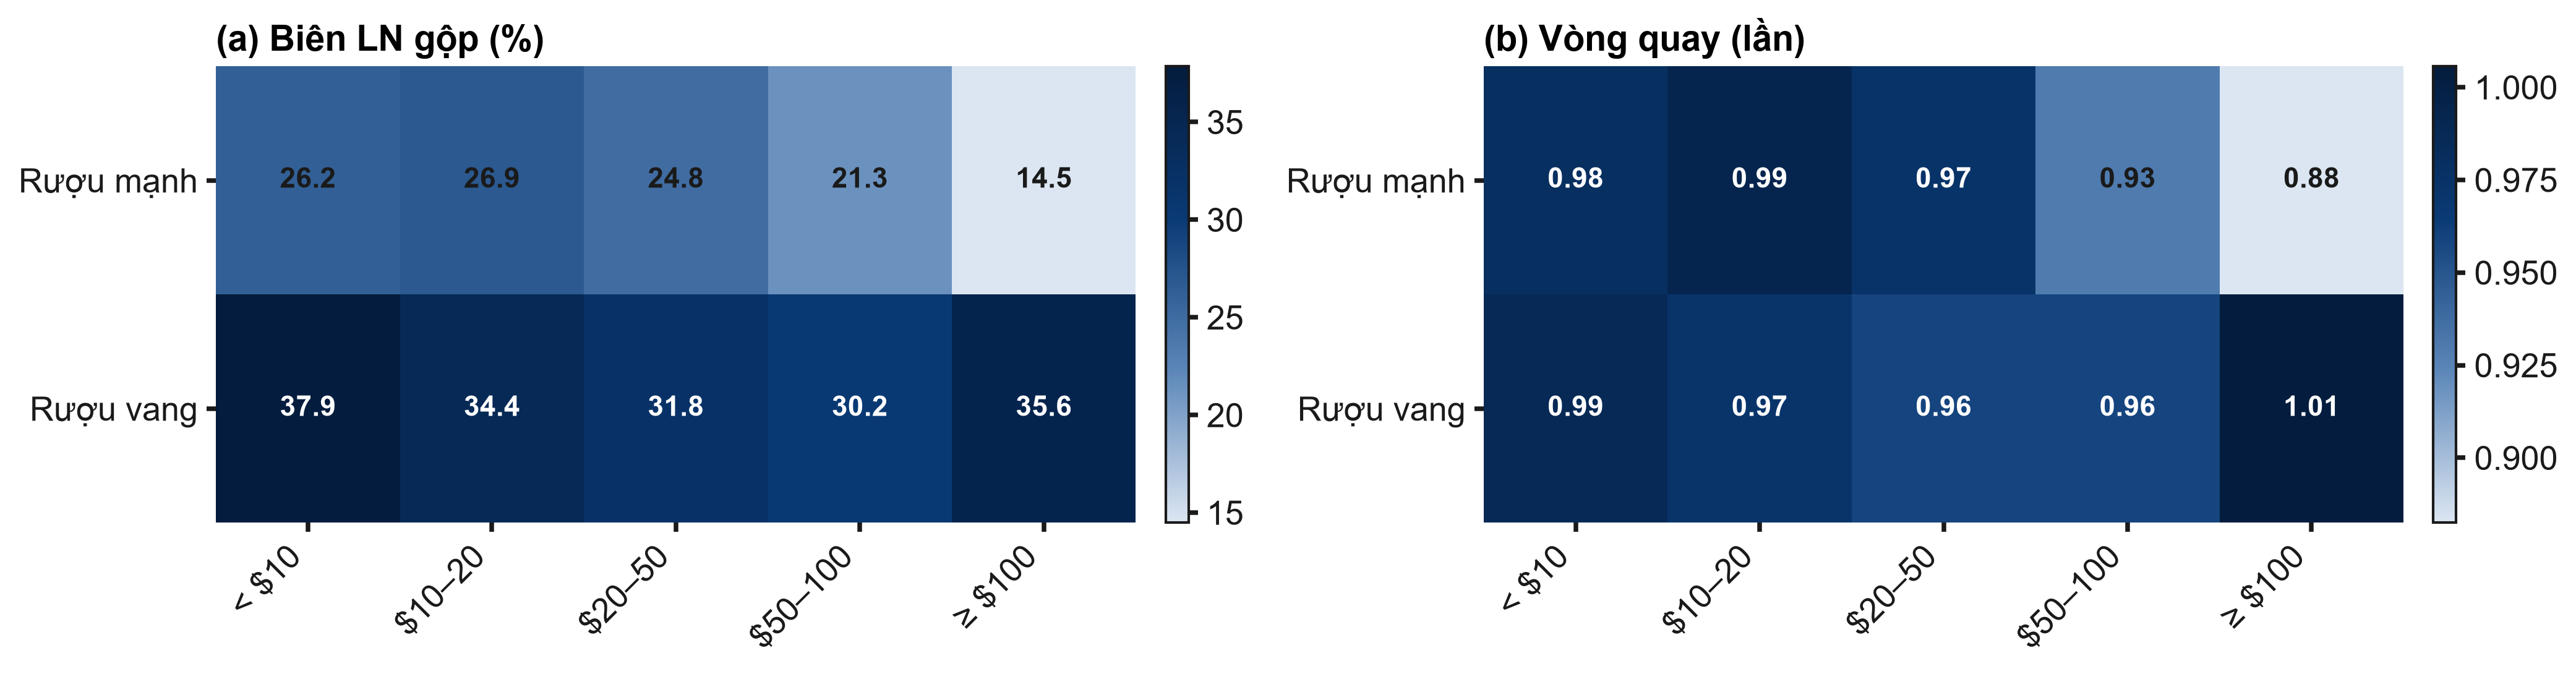 (a) Biên LN gộp (%)
Rượu mạnh
26.2 26.9 24.8 21.3 14.5
Rượu vang
37.9 34.4 31.8 30.2 35.6
< $10 $10–20 $20–50 $50–100 ≥ $100
35
30
25
20
15
(b) Vòng quay (lần)
Rượu mạnh
0.98 0.99 0.97 0.93 0.88
Rượu vang
0.99 0.97 0.96 0.96 1.01
< $10 $10–20 $20–50 $50–100 ≥ $100
1.000
0.975
0.950
0.925
0.900